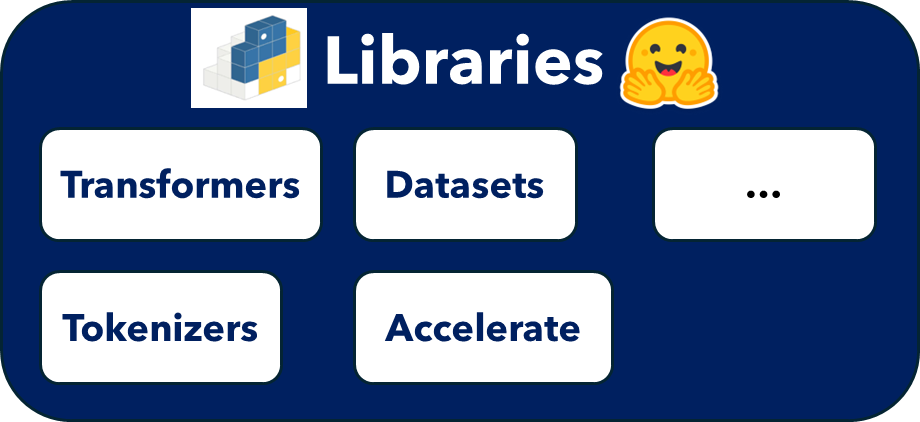 Libraries
Transformers
Datasets
...
Tokenizers
Accelerate